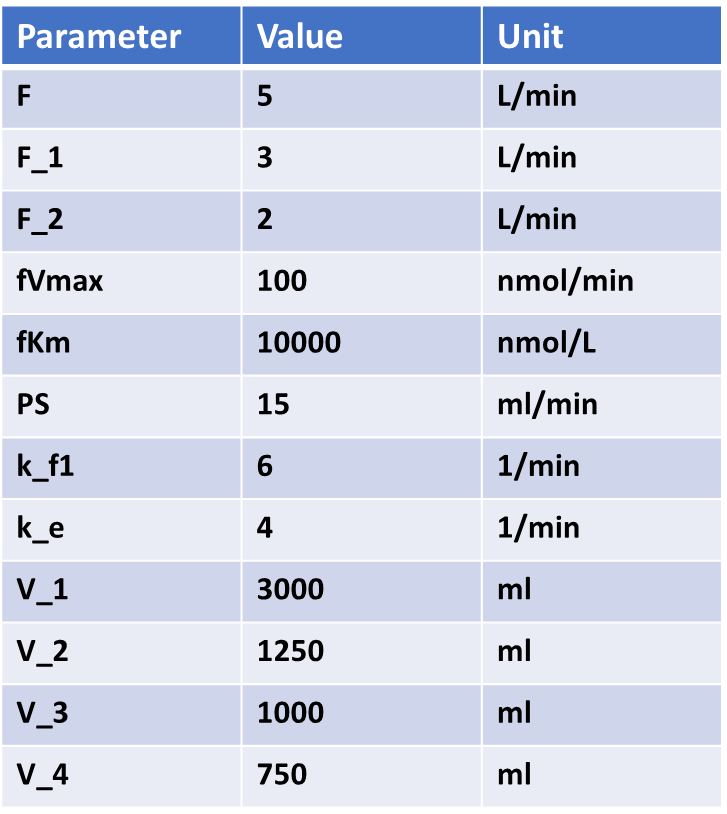 Parameter Value Unit
F 5 L/min
F_1 3 L/min
F_2 2 L/min
fVmax 100 nmol/min
fKm 10000 nmol/L
PS 15 ml/min
k_f1 6 1/min
k_e 4 1/min
V_1 3000 ml
V_2 1250 ml
V_3 1000 ml
V_4 750 ml